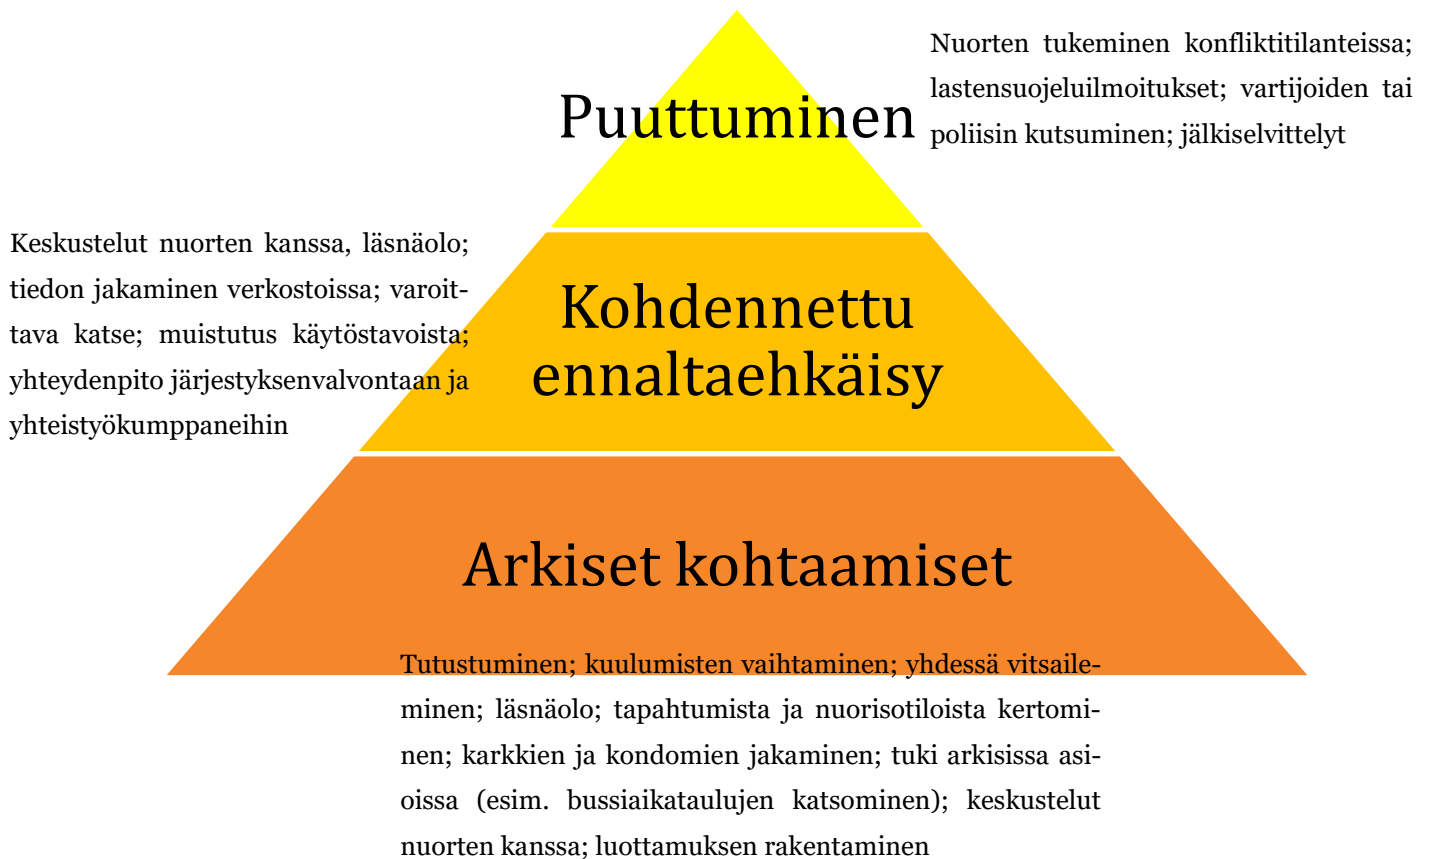 Puuttuminen
Nuorten tukeminen konfliktitilanteissa;
lastensuojeluilmoitukset; vartijoiden tai
poliisin kutsuminen; jälkiselvittelyt
Keskustelut nuorten kanssa, läsnäolo;
tiedon jakaminen verkostoissa; varoit-
tava katse; muistutus käytöstavoista;
yhteydenpito järjestyksenvalvontaan ja
yhteistyökumppaneihin
Kohdennettu
ennaltaehkäisy
Arkiset kohtaamiset
Tutustuminen; kuulumisten vaihtaminen; yhdessä vitsaile-
minen; läsnäolo; tapahtumista ja nuorisotiloista kertomi-
nen; karkkien ja kondomien jakaminen; tuki arkisissa asi-
oissa (esim. bussiaikataulujen katsominen); keskustelut
nuorten kanssa; luottamuksen rakentaminen